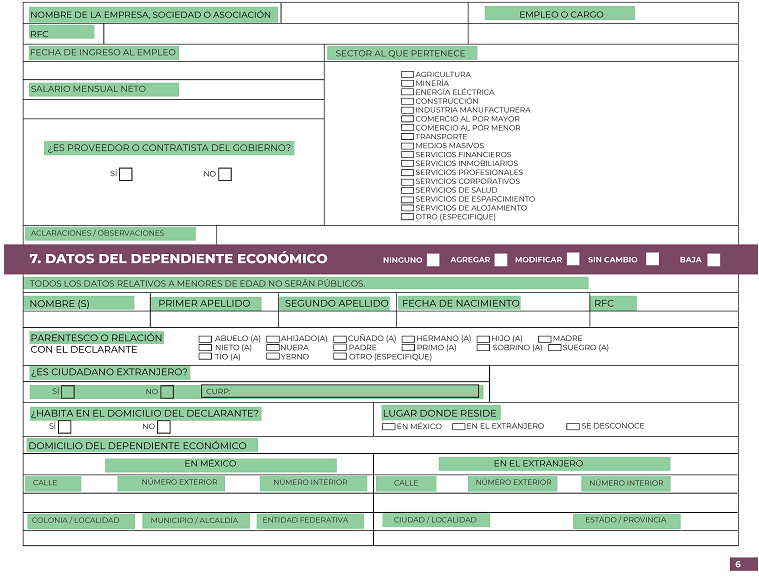 NOMBRE DE LA EMPRESA, SOCIEDAD O ASOCIACIÓN EMPLEO O CARGO
RFC
FECHA DE INGRESO AL EMPLEO SECTOR AL QUE PERTENECE
AGRICULTURA
MINERÍA
SALARIO MENSUAL NETO ENERGÍA ELÉCTRICA
CONSTRUCCIÓN
INDUSTRIA MANUFACTURERA
COMERCIO AL POR MAYOR
COMERCIO AL POR MENOR
TRANSPORTE
¿ES PROVEEDOR O CONTRATISTA DEL GOBIERNO? MEDIOS MASIVOS
SERVICIOS FINANCIEROS
SERVICIOS INMOBILIARIOS
SÍ NO SERVICIOS PROFESIONALES
SERVICIOS CORPORATIVOS
SERVICIOS DE SALUD
SERVICIOS DE ESPARCIMIENTO
SERVICIOS DE ALOJAMIENTO
OTRO (ESPECIFIQUE)
ACLARACIONES / OBSERVACIONES
7. DATOS DEL DEPENDIENTE ECONÓMICO NINGUNO AGREGAR MODIFICAR SIN CAMBIO BAJA
TODOS LOS DATOS RELATIVOS A MENORES DE EDAD NO SERÁN PÚBLICOS.
NOMBRE (S) PRIMER APELLIDO SEGUNDO APELLIDO FECHA DE NACIMIENTO RFC
PARENTESCO O RELACIÓN ABUELO (A) AHIJADO(A) CUÑADO (A) HERMANO (A) HIJO (A) MADRE
CON EL DECLARANTE NIETO (A) NUERA PADRE PRIMO (A) SOBRINO (A) SUEGRO (A)
TÍO (A) YERNO OTRO (ESPECIFIQUE)
¿ES CIUDADANO EXTRANJERO?
SÍ NO CURP:
¿HABITA EN EL DOMICILIO DEL DECLARANTE? LUGAR DONDE RESIDE
SÍ NO EN MÉXICO EN EL EXTRANJERO SE DESCONOCE
DOMICILIO DEL DEPENDIENTE ECONÓMICO
EN MÉXICO EN EL EXTRANJERO
CALLE NÚMERO EXTERIOR NÚMERO INTERIOR CALLE NÚMERO EXTERIOR NÚMERO INTERIOR
COLONIA / LOCALIDAD MUNICIPIO / ALCALDÍA ENTIDAD FEDERATIVA CIUDAD / LOCALIDAD ESTADO / PROVINCIA
6